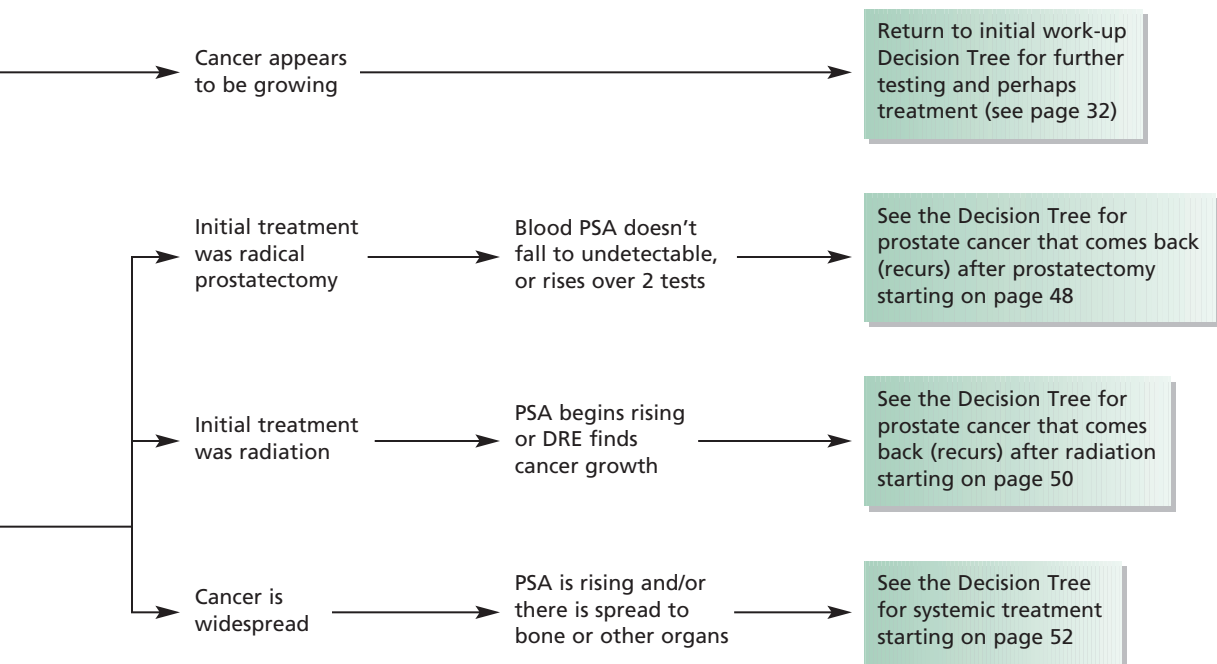 Cancer appears
to be growing
Return to initial work-up
Decision Tree for further
testing and perhaps
treatment (see page 32)
Initial treatment
was radical
prostatectomy
Blood PSA doesn't
fall to undetectable,
or rises over 2 tests
See the Decision Tree for
prostate cancer that comes back
(recurs) after prostatectomy
starting on page 48
Initial treatment
was radiation
PSA begins rising
or DRE finds
cancer growth
See the Decision Tree for
prostate cancer that comes
back (recurs) after radiation
starting on page 50
Cancer is
widespread
PSA is rising and/or
there is spread to
bone or other organs
See the Decision Tree
for systemic treatment
starting on page 52